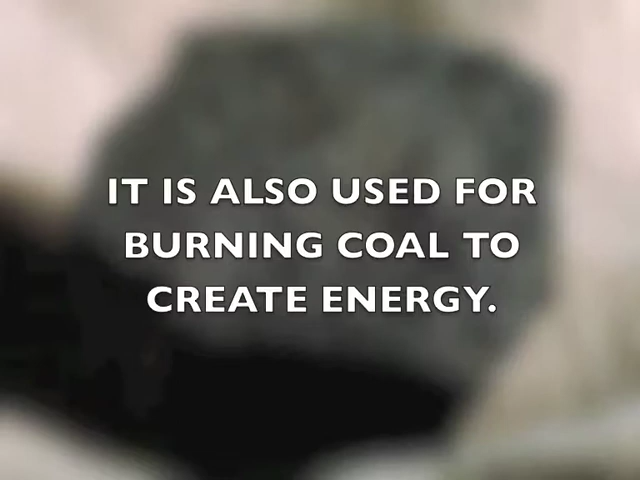 IT IS ALSO USED FOR
BURNING COAL TO
CREATE ENERGY.